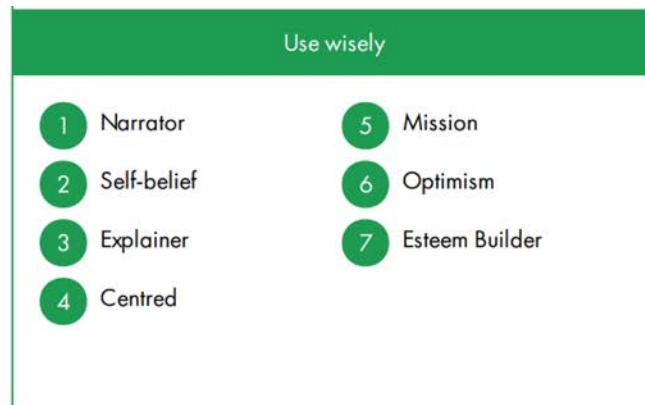 Use wisely
1 Narrator
2 Self-belief
3 Explainer
4 Centred
5 Mission
6 Optimism
7 Esteem Builder